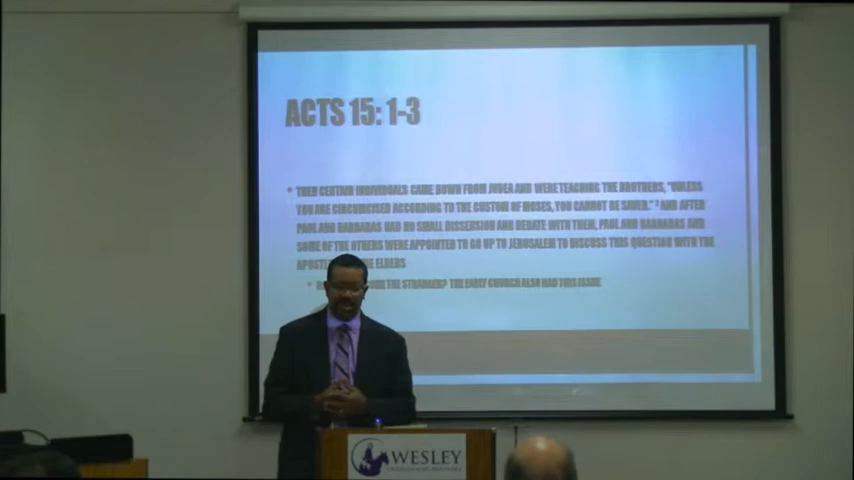 ACTS 15: 1-3
• THEN CERTAIN INDIVIDUALS CAME DOWN FROM JUDEA AND WERE TEACHING THE BROTHERS, "UNLESS
YOU ARE CIRCUMCISED ACCORDING TO THE CUSTOM OF MOSES, YOU CANNOT BE SAVED." 2 AND AFTER
PAUL AND BARNABAS HAD NO SMALL DISSENSION AND DEBATE WITH THEM, PAUL AND BARNABAS AND
SOME OF THE OTHERS WERE APPOINTED TO GO UP TO JERUSALEM TO DISCUSS THIS QUESTION WITH THE
ELDERS
• THE STRANGER? THE EARLY CHURCH ALSO HAD THIS ISSUE
WESLEY